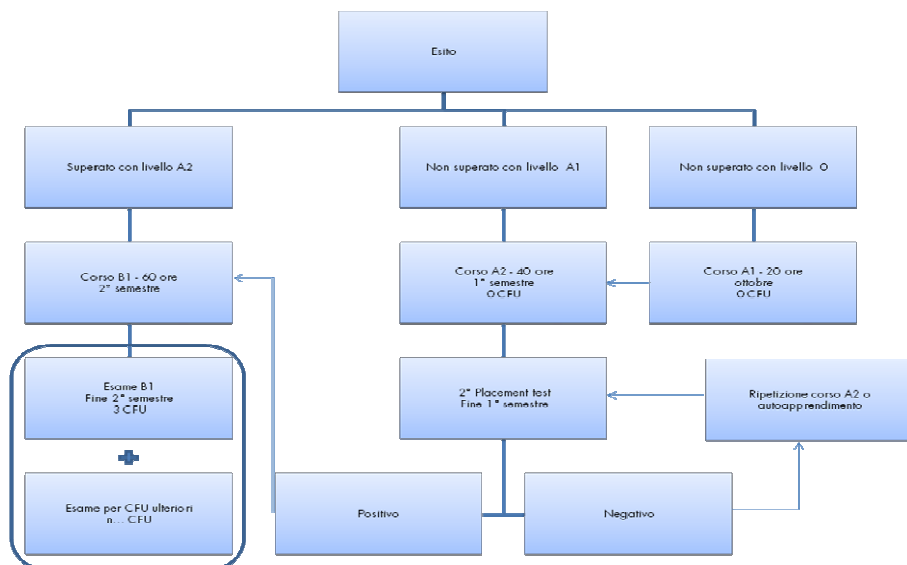 Esito
Superato con livello A2
Non superato con livello A1
Non superato con livello 0
Corso B1 - 60 ore
2° semestre
Corso A2 - 40 ore
1° semestre
0 CFU
Corso A1 - 20 ore
ottobre
0 CFU
Esame B1
Fine 2° semestre
3 CFU
2° Placement test
Fine 1° semestre
Ripetizione corso A2 o
autoapprendimento
Esame per CFU ulteriori
n... CFU
Positivo
Negativo